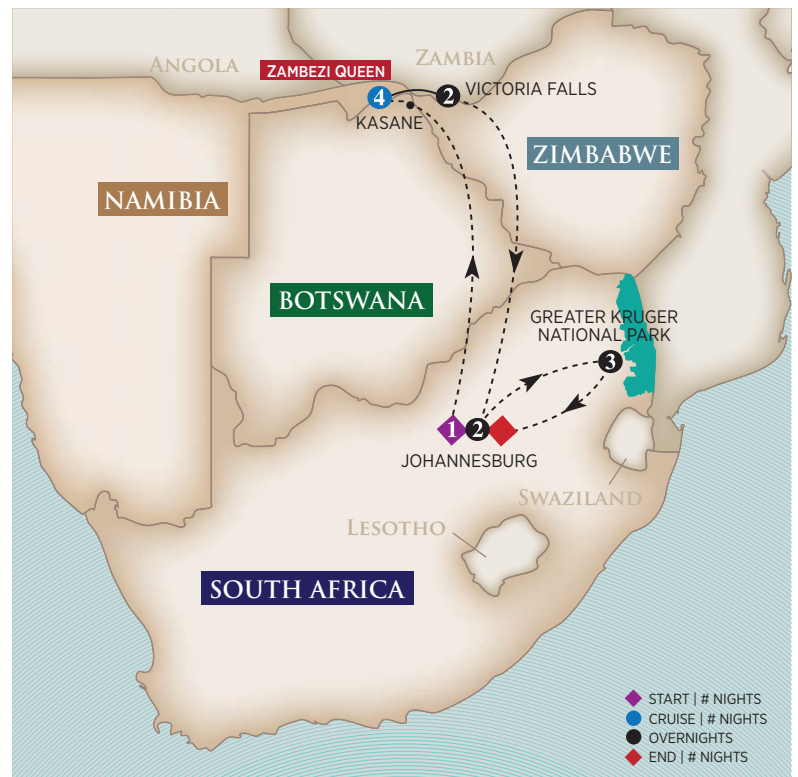 ANGOLA
ZAMBIA
ZAMBEZI QUEEN
4
2
VICTORIA FALLS
KASANE
ZIMBABWE
NAMIBIA
BOTSWANA
GREATER KRUGER
NATIONAL PARK
3
1
2
JOHANNESBURG
SWAZILAND
LESOTHO
SOUTH AFRICA
START | # NIGHTS
CRUISE | # NIGHTS
OVERNIGHTS
END | # NIGHTS